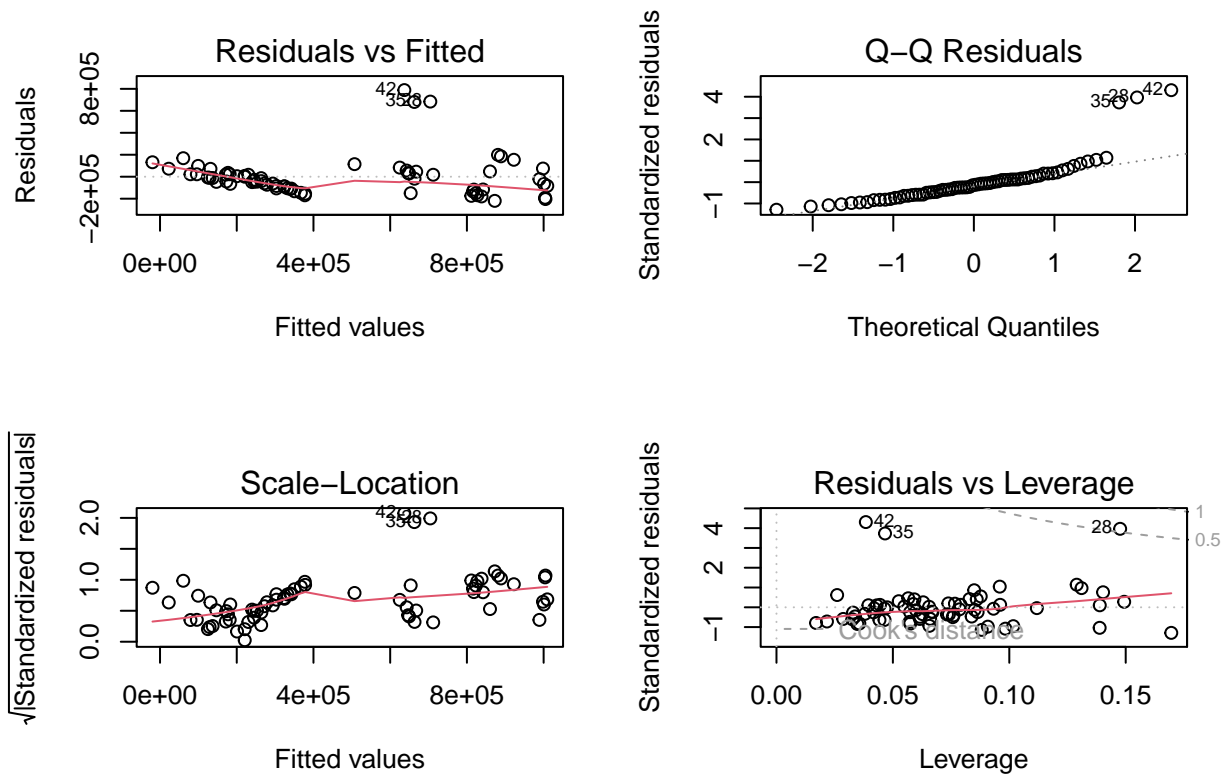 Residuals vs Fitted
Residuals
8e+05
−2e+05
42
35
28
0e+00 4e+05 8e+05
Fitted values
Q−Q Residuals
Standardized residuals
4
2
−1
35
28
42
−2 −1 0 1 2
Theoretical Quantiles
Scale−Location
√|Standardized residuals|
2.0
1.0
0.0
42
35
28
0e+00 4e+05 8e+05
Fitted values
Residuals vs Leverage
Standardized residuals
4
2
−1
42
35
28
1
0.5
Cook's distance
0.00 0.05 0.10 0.15
Leverage